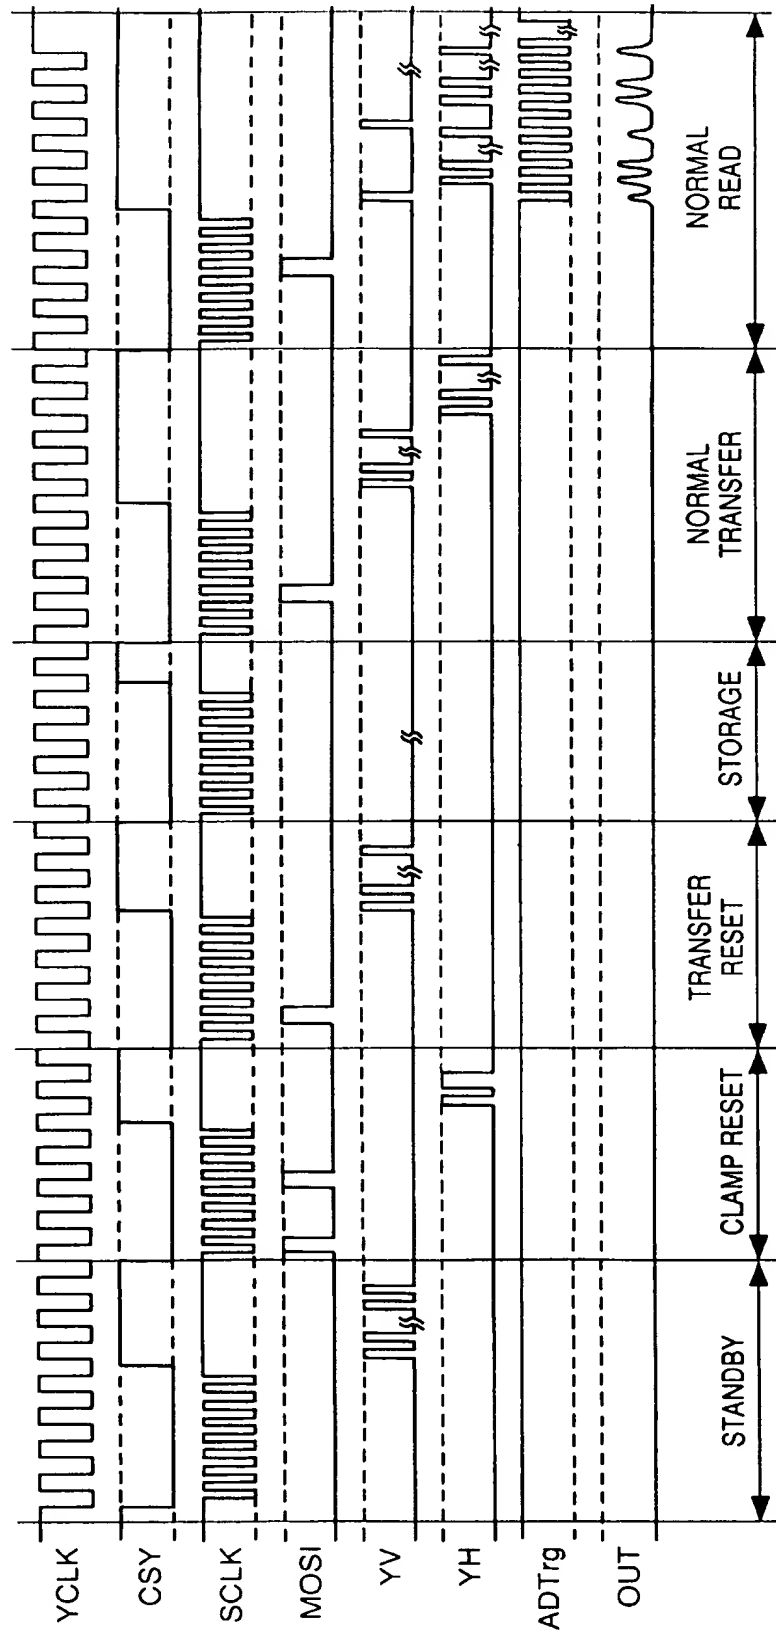 YCLK
CSY
SCLK
MOSI
YV
YH
ADTrg
OUT
STANDBY
CLAMP RESET
TRANSFER
RESET
STORAGE
NORMAL
TRANSFER
NORMAL
READ